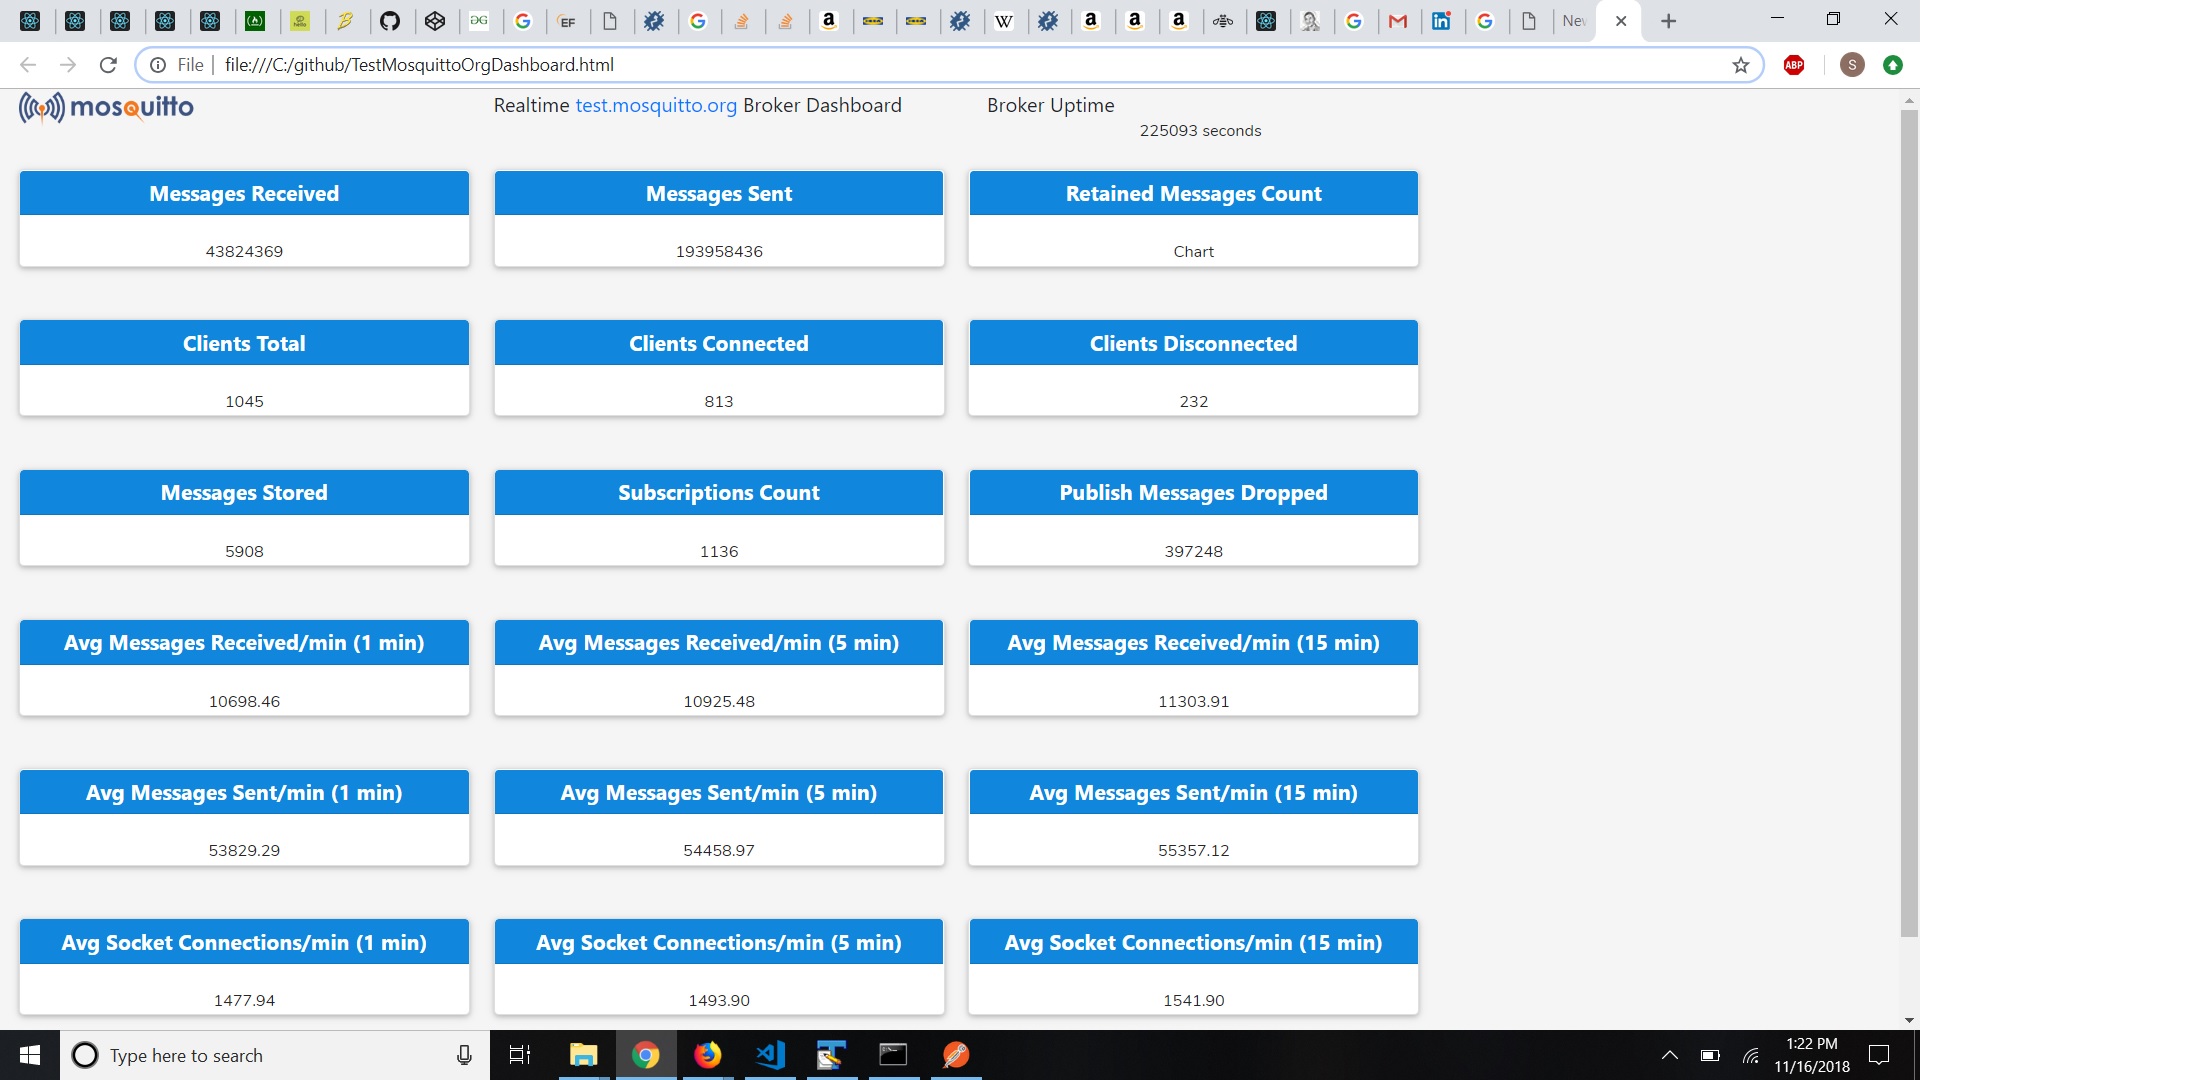 EF
a
W
a
a
a
in
New
File
file:///C:/github/TestMosquittoOrgDashboard.html
ABP
S
mosquitto
Realtime test.mosquitto.org Broker Dashboard
Broker Uptime
225093 seconds
Messages Received
Messages Sent
Retained Messages Count
43824369
193958436
Chart
Clients Total
Clients Connected
Clients Disconnected
1045
813
232
Messages Stored
Subscriptions Count
Publish Messages Dropped
5908
1136
397248
Avg Messages Received/min (1 min)
Avg Messages Received/min (5 min)
Avg Messages Received/min (15 min)
10698.46
10925.48
11303.91
Avg Messages Sent/min (1 min)
Avg Messages Sent/min (5 min)
Avg Messages Sent/min (15 min)
53829.29
54458.97
55357.12
Avg Socket Connections/min (1 min)
Avg Socket Connections/min (5 min)
Avg Socket Connections/min (15 min)
1477.94
1493.90
1541.90
Type here to search
1:22 PM
11/16/2018